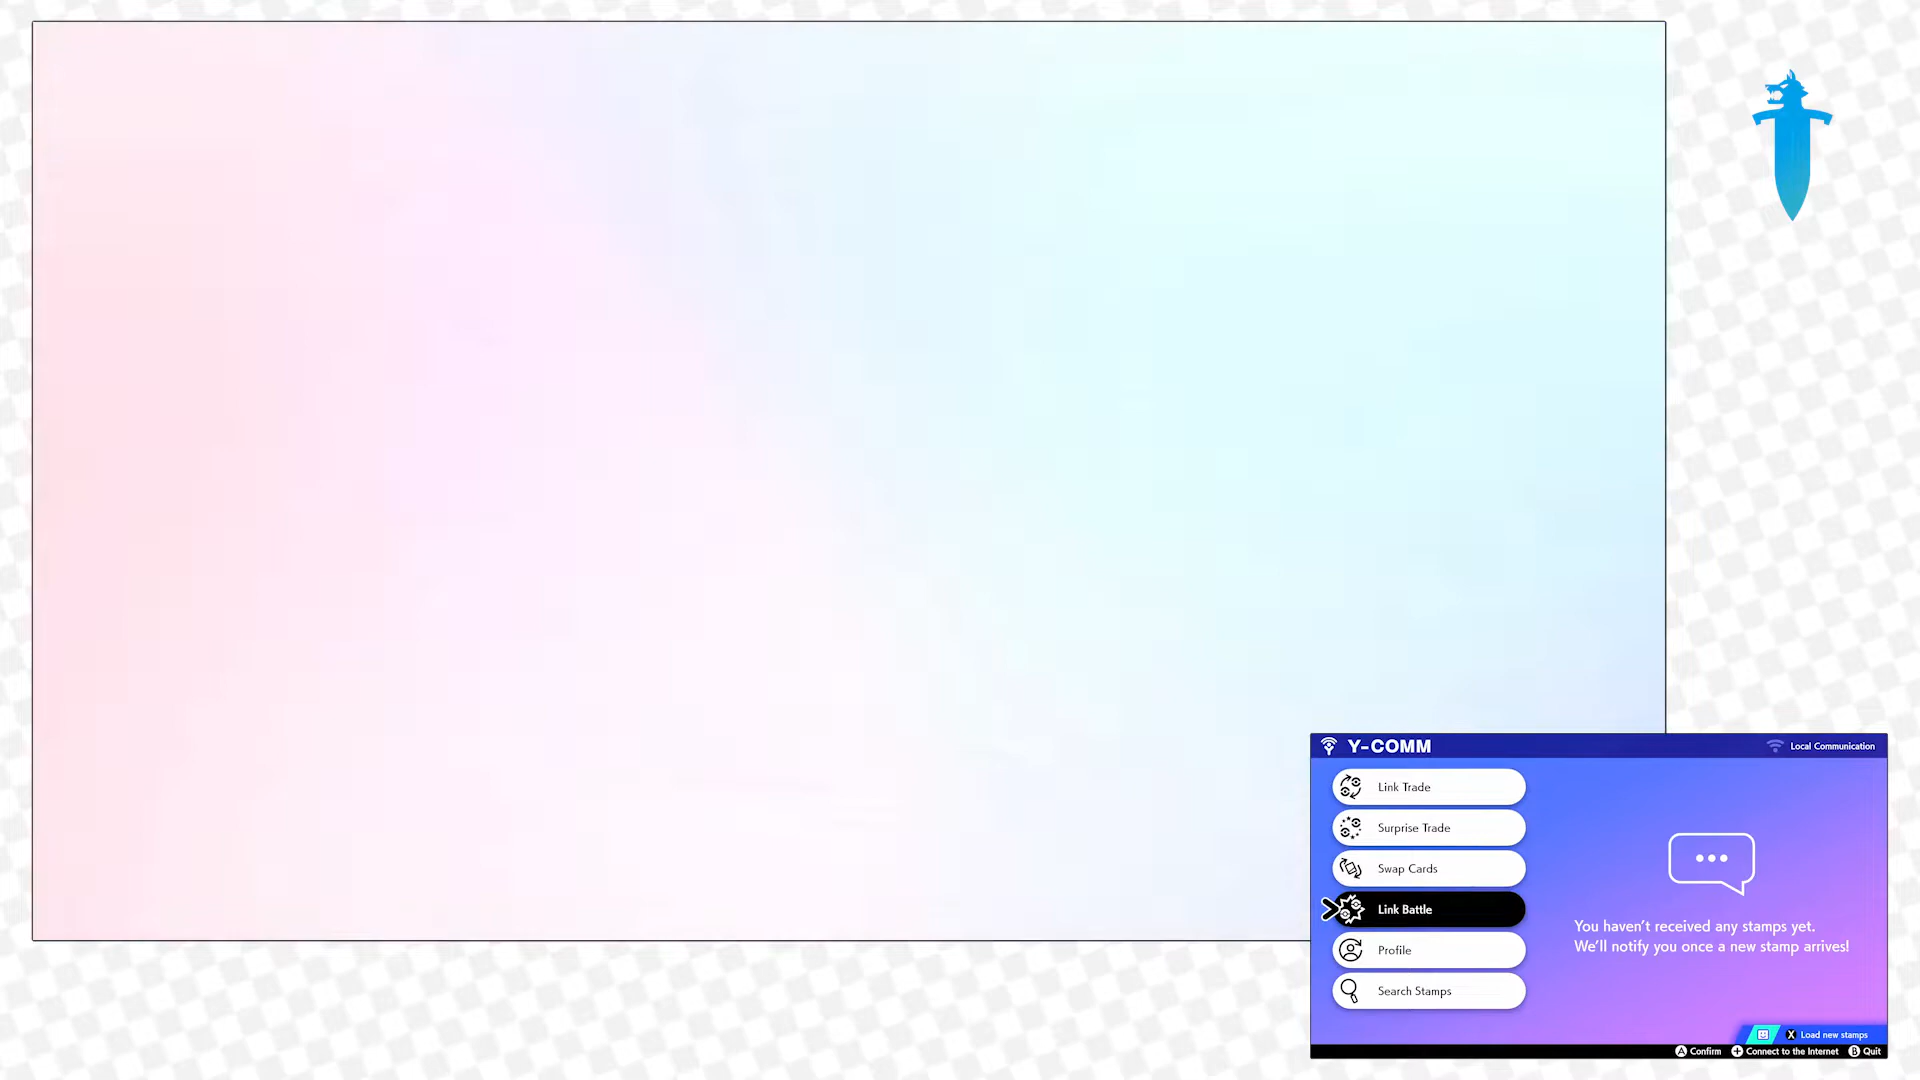 Y-COMM
Local Communication
Link Trade
Surprise Trade
Swap Cards
Link Battle
Profile
Search Stamps
You haven't received any stamps yet.
We'll notify you once a new stamp arrives!
X Load new stamps
A Confirm + Connect to the Internet B Quit